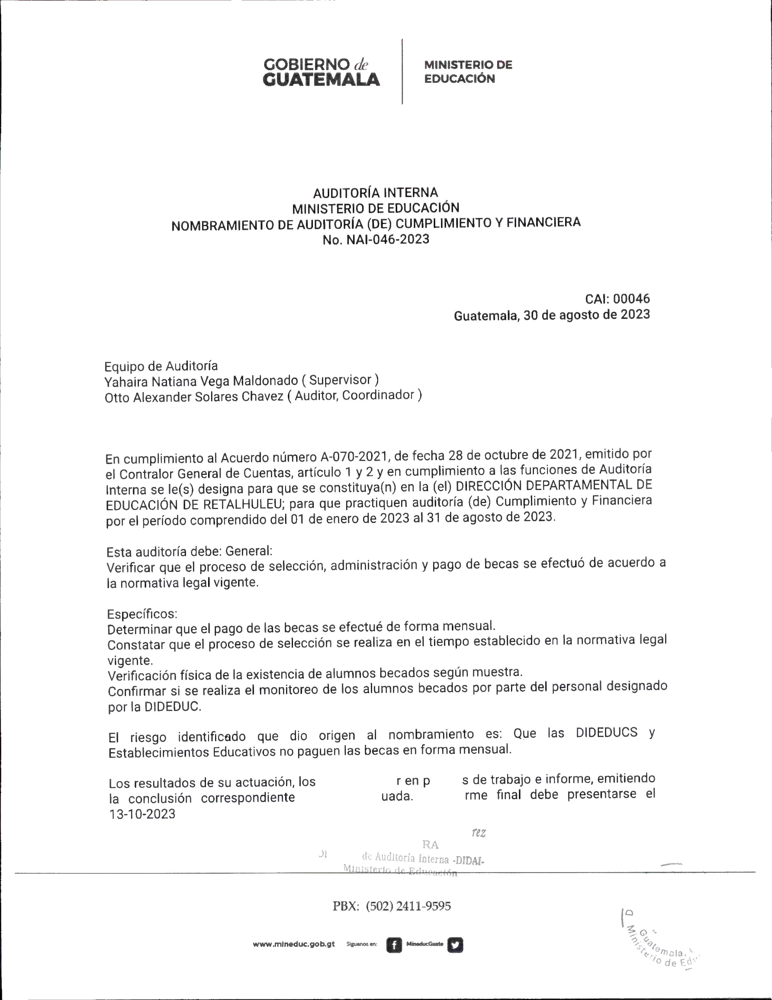 GOBIERNO de
GUATEMALA
MINISTERIO DE
EDUCACIÓN
AUDITORÍA INTERNA
MINISTERIO DE EDUCACIÓN
NOMBRAMIENTO DE AUDITORÍA (DE) CUMPLIMIENTO Y FINANCIERA
No. NAI-046-2023
CAI: 00046
Guatemala, 30 de agosto de 2023
Equipo de Auditoría
Yahaira Natiana Vega Maldonado ( Supervisor )
Otto Alexander Solares Chavez ( Auditor, Coordinador )
En cumplimiento al Acuerdo número A-070-2021, de fecha 28 de octubre de 2021, emitido por
el Contralor General de Cuentas, artículo 1 y 2 y en cumplimiento a las funciones de Auditoría
Interna se le(s) designa para que se constituya(n) en la (el) DIRECCIÓN DEPARTAMENTAL DE
EDUCACIÓN DE RETALHULEU; para que practiquen auditoría (de) Cumplimiento y Financiera
por el período comprendido del 01 de enero de 2023 al 31 de agosto de 2023.
Esta auditoría debe: General:
Verificar que el proceso de selección, administración y pago de becas se efectuó de acuerdo a
la normativa legal vigente.
Específicos:
Determinar que el pago de las becas se efectué de forma mensual.
Constatar que el proceso de selección se realiza en el tiempo establecido en la normativa legal
vigente.
Verificación física de la existencia de alumnos becados según muestra.
Confirmar si se realiza el monitoreo de los alumnos becados por parte del personal designado
por la DIDEDUC.
El riesgo identificado que dio origen al nombramiento es: Que las DIDEDUCS y
Establecimientos Educativos no paguen las becas en forma mensual.
Los resultados de su actuación, los r en p s de trabajo e informe, emitiendo
la conclusión correspondiente uada. rme final debe presentarse el
13-10-2023
rez
RA
de Auditoría Interna -DIDAI-
Ministerio de Educación
PBX: (502) 2411-9595
www.mineduc.gob.gt Síguenos en: MineducGuate
D
Guatemala,
Ministerio de Edu